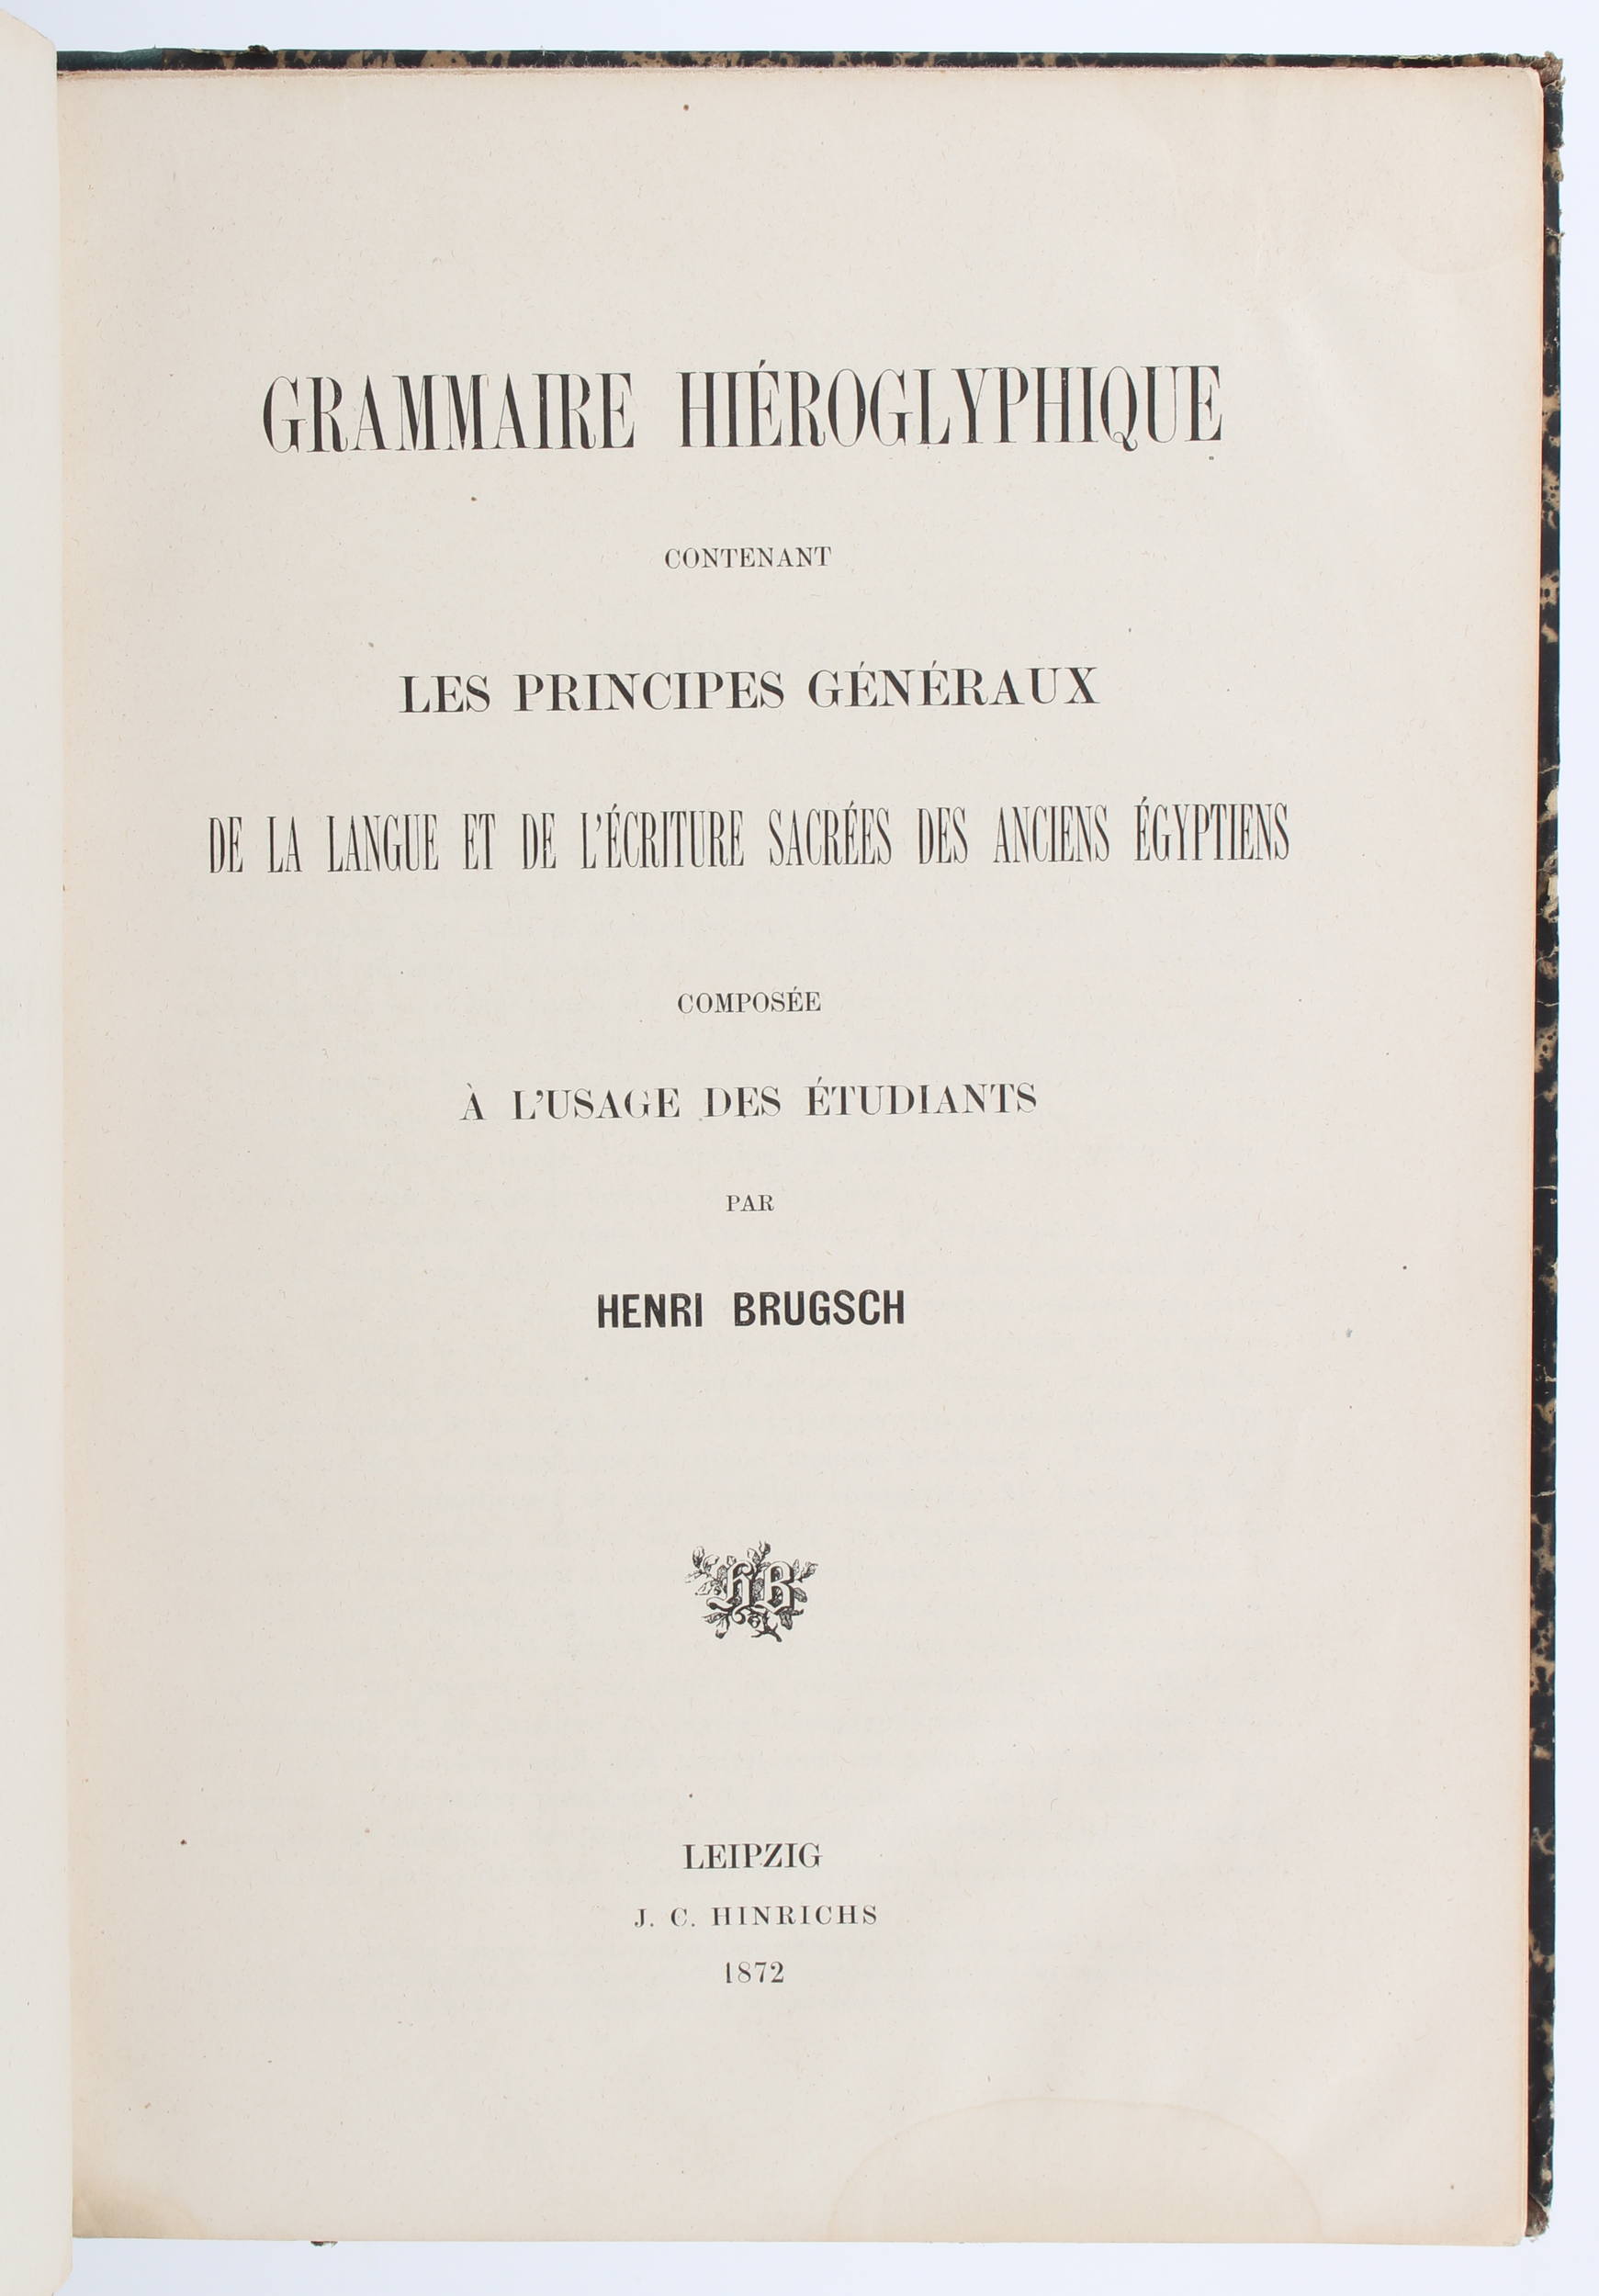 GRAMMAIRE HIÉROGLYPHIQUE
CONTENANT
LES PRINCIPES GÉNÉRAUX
DE LA LANGUE ET DE L'ÉCRITURE SACRÉES DES ANCIENS ÉGYPTIENS
COMPOSÉE
À L'USAGE DES ÉTUDIANTS
PAR
HENRI BRUGSCH
HB
LEIPZIG
J. C. HINRICHS
1872